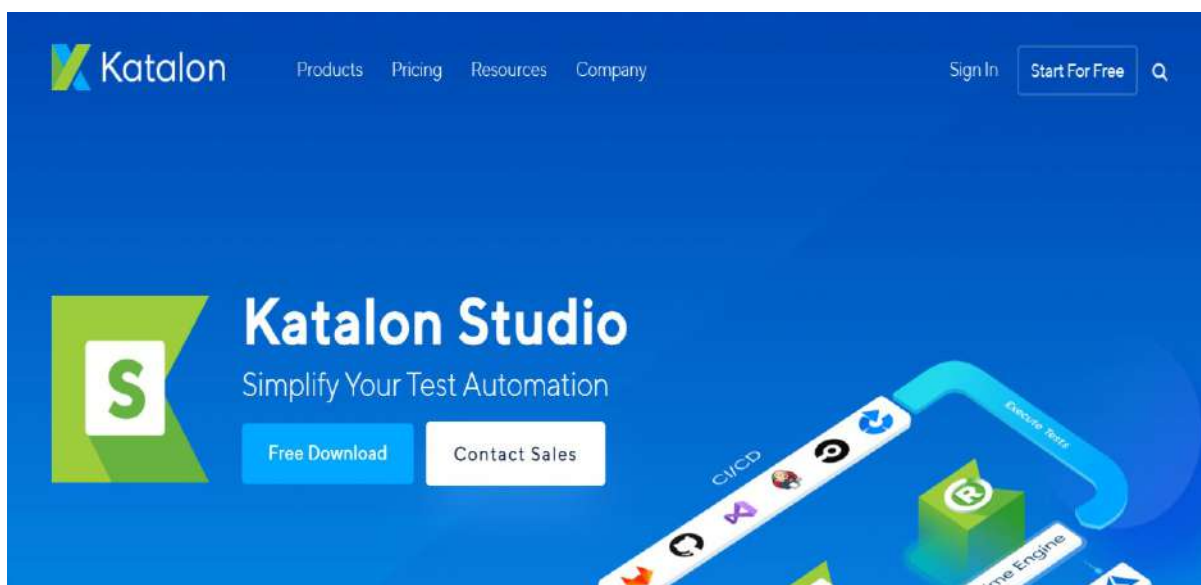 Katalon
Products Pricing Resources Company
Sign In Start For Free
S
Katalon Studio
Simplify Your Test Automation
Free Download Contact Sales
CI/CD
Execute Tests
R
Engine